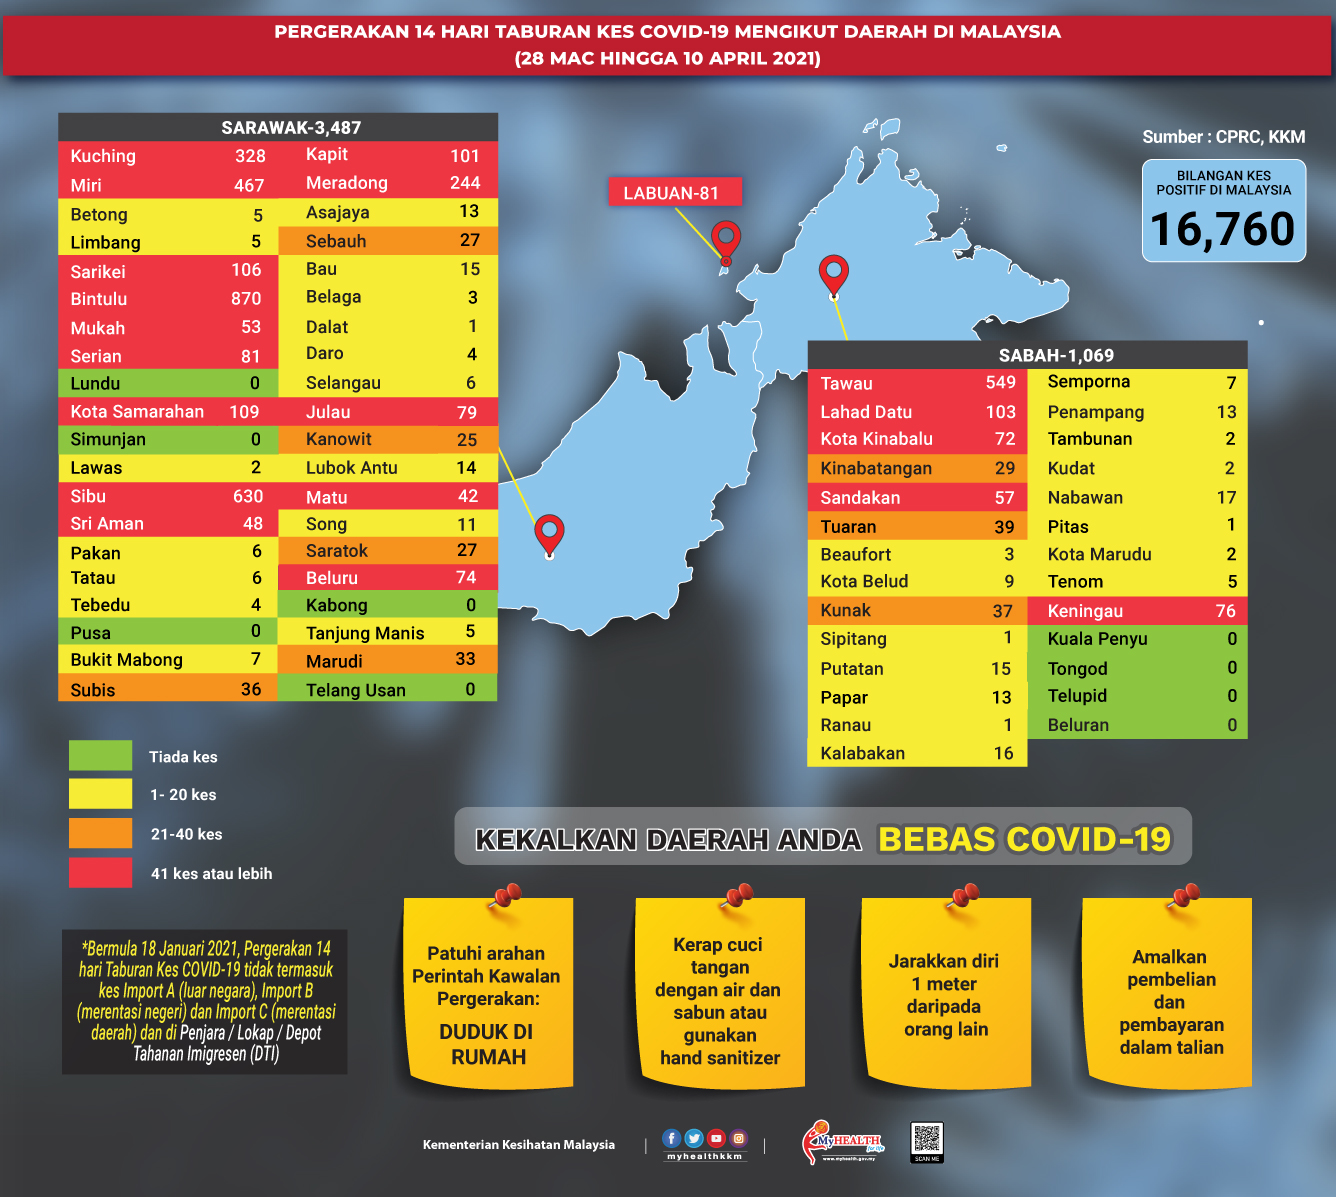 PERGERAKAN 14 HARI TABURAN KES COVID-19 MENGIKUT DAERAH DI MALAYSIA
(28 MAC HINGGA 10 APRIL 2021)
SARAWAK-3,487
Kuching 328 Kapit 101
Miri 467 Meradong 244
Betong 5 Asajaya 13
Limbang 5 Sebauh 27
Sarikei 106 Bau 15
Bintulu 870 Belaga 3
Mukah 53 Dalat 1
Serian 81 Daro 4
Lundu 0 Selangau 6
Kota Samarahan 109 Julau 79
Simunjan 0 Kanowit 25
Lawas 2 Lubok Antu 14
Sibu 630 Matu 42
Sri Aman 48 Song 11
Pakan 6 Saratok 27
Tatau 6 Beluru 74
Tebedu 4 Kabong 0
Pusa 0 Tanjung Manis 5
Bukit Mabong 7 Marudi 33
Subis 36 Telang Usan 0
LABUAN-81
Sumber : CPRC, KKM
BILANGAN KES
POSITIF DI MALAYSIA
16,760
SABAH-1,069
Tawau 549 Semporna 7
Lahad Datu 103 Penampang 13
Kota Kinabalu 72 Tambunan 2
Kinabatangan 29 Kudat 2
Sandakan 57 Nabawan 17
Tuaran 39 Pitas 1
Beaufort 3 Kota Marudu 2
Kota Belud 9 Tenom 5
Kunak 37 Keningau 76
Sipitang 1 Kuala Penyu 0
Putatan 15 Tongod 0
Papar 13 Telupid 0
Ranau 1 Beluran 0
Kalabakan 16
Tiada kes
1- 20 kes
21-40 kes
41 kes atau lebih
*Bermula 18 Januari 2021, Pergerakan 14
hari Taburan Kes COVID-19 tidak termasuk
kes Import A (luar negara), Import B
(merentasi negeri) dan Import C (merentasi
daerah) dan di Penjara / Lokap / Depot
Tahanan Imigresen (DTI)
KEKALKAN DAERAH ANDA BEBAS COVID-19
Patuhi arahan
Perintah Kawalan
Pergerakan:
DUDUK DI
RUMAH
Kerap cuci
tangan
dengan air dan
sabun atau
gunakan
hand sanitizer
Jarakkan diri
1 meter
daripada
orang lain
Amalkan
pembelian
dan
pembayaran
dalam talian
Kementerian Kesihatan Malaysia
myhealthkkm
MyHEALTH
for life
www.myhealth.gov.my
SCAN ME